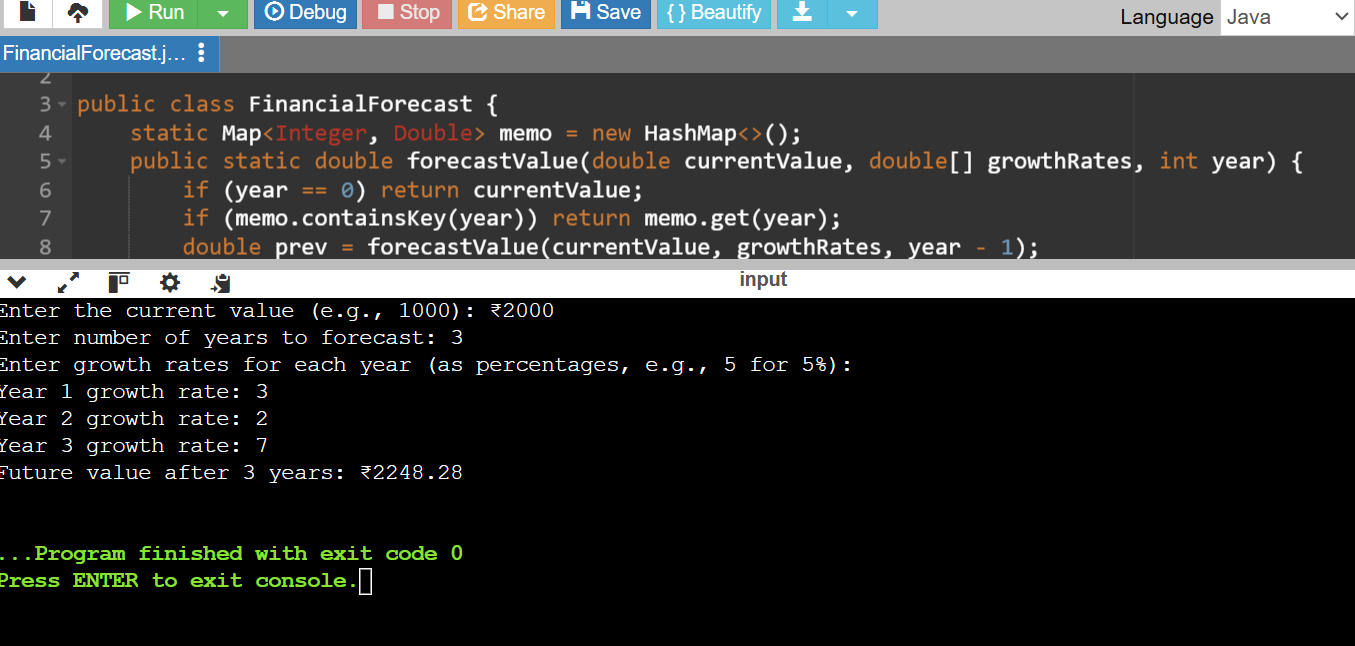 Run Debug Stop Share Save { } Beautify Language Java
FinancialForecast.j...
2
3 public class FinancialForecast {
4 static Map<Integer, Double> memo = new HashMap<>();
5 public static double forecastValue(double currentValue, double[] growthRates, int year) {
6 if (year == 0) return currentValue;
7 if (memo.containsKey(year)) return memo.get(year);
8 double prev = forecastValue(currentValue, growthRates, year - 1);
input
Enter the current value (e.g., 1000): ₹2000
Enter number of years to forecast: 3
Enter growth rates for each year (as percentages, e.g., 5 for 5%):
Year 1 growth rate: 3
Year 2 growth rate: 2
Year 3 growth rate: 7
Future value after 3 years: ₹2248.28
...Program finished with exit code 0
Press ENTER to exit console.